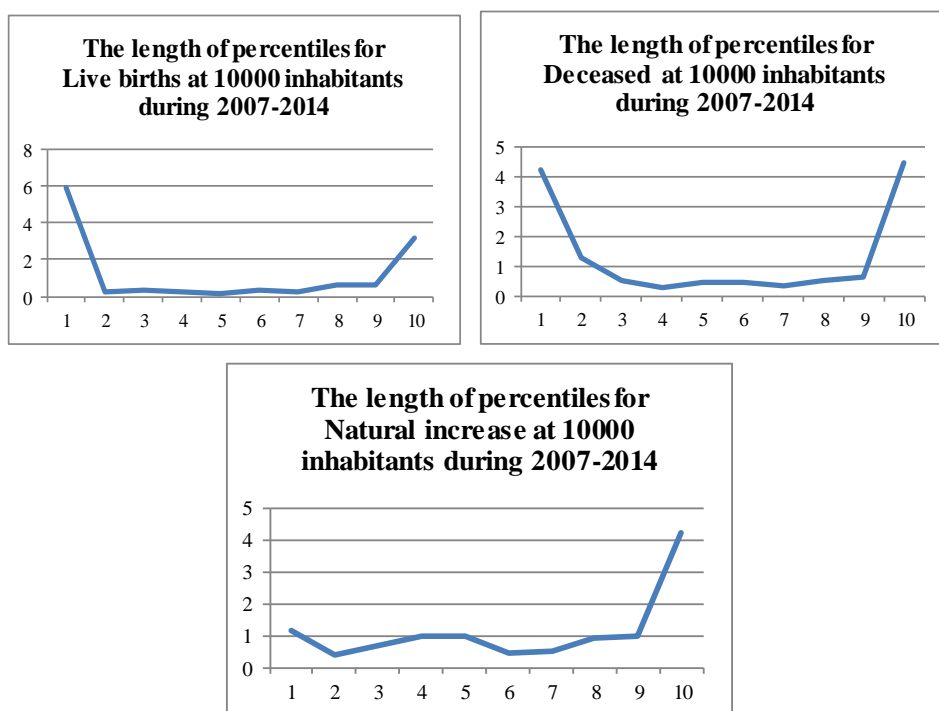 The length of percentiles for
Live births at 10000 inhabitants
during 2007-2014
8
6
4
2
0
1 2 3 4 5 6 7 8 9 10
The length of percentiles for
Deceased at 10000 inhabitants
during 2007-2014
5
4
3
2
1
0
1 2 3 4 5 6 7 8 9 10
The length of percentiles for
Natural increase at 10000
inhabitants during 2007-2014
5
4
3
2
1
0
1 2 3 4 5 6 7 8 9 10